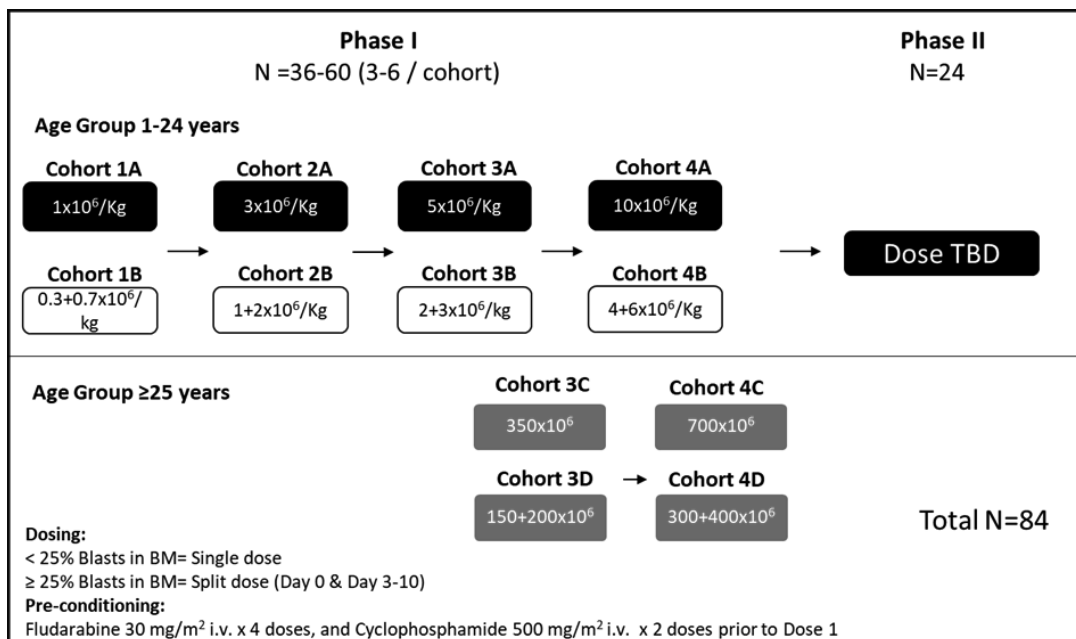 Phase I
N =36-60 (3-6 / cohort)
Phase II
N=24
Age Group 1-24 years
Cohort 1A
Cohort 2A
Cohort 3A
Cohort 4A
1x10⁶/Kg
3x10⁶/Kg
5x10⁶/Kg
10x10⁶/Kg
Dose TBD
Cohort 1B
Cohort 2B
Cohort 3B
Cohort 4B
0.3+0.7x10⁶/
kg
1+2x10⁶/Kg
2+3x10⁶/kg
4+6x10⁶/Kg
Age Group ≥25 years
Cohort 3C
Cohort 4C
350x10⁶
700x10⁶
Cohort 3D
Cohort 4D
150+200x10⁶
300+400x10⁶
Total N=84
Dosing:
< 25% Blasts in BM= Single dose
≥ 25% Blasts in BM= Split dose (Day 0 & Day 3-10)
Pre-conditioning:
Fludarabine 30 mg/m² i.v. x 4 doses, and Cyclophosphamide 500 mg/m² i.v. x 2 doses prior to Dose 1